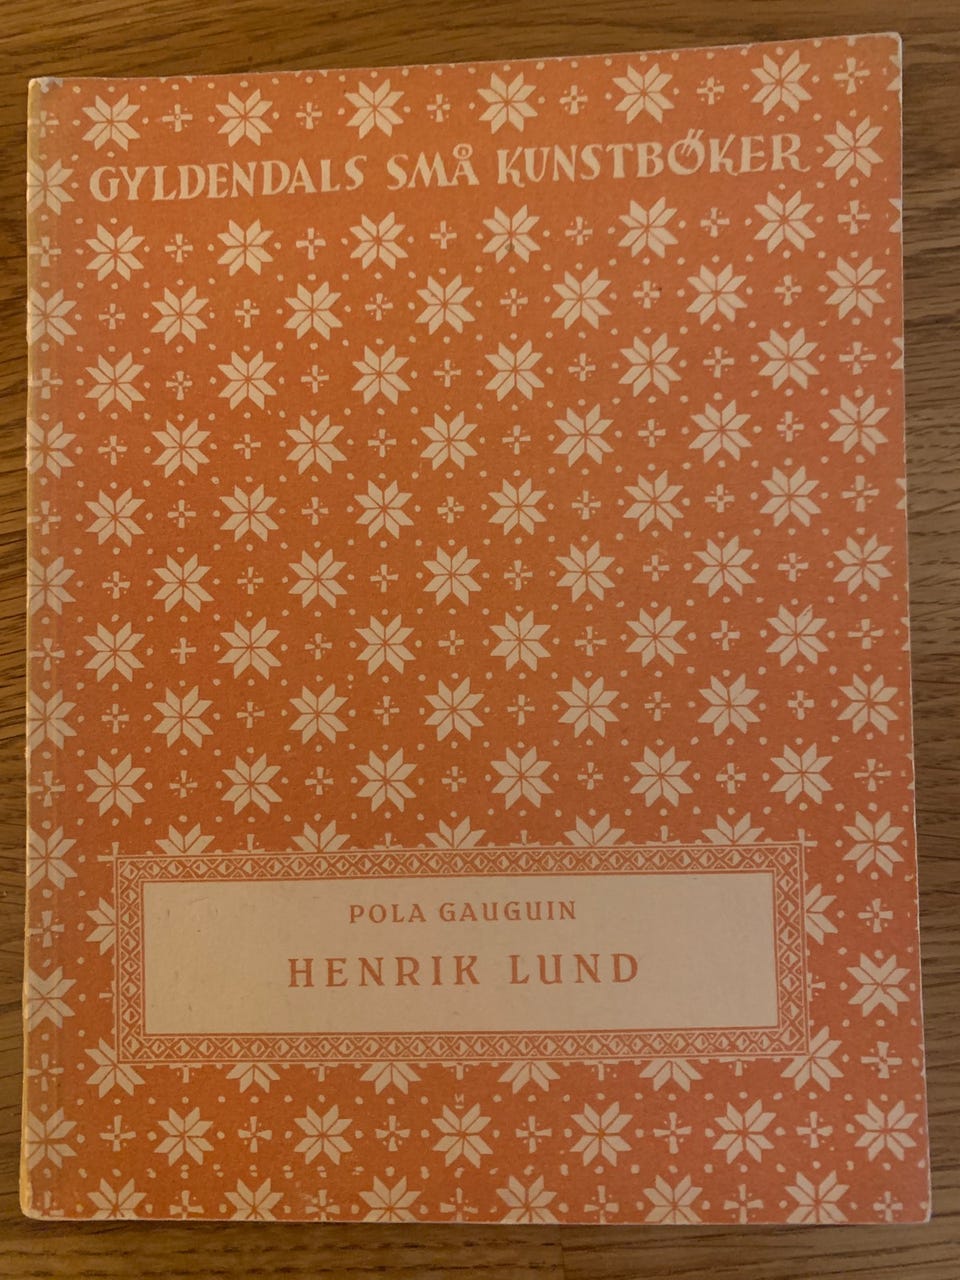 GYLDENDALS SMÅ KUNSTBØKER
POLA GAUGUIN
HENRIK LUND